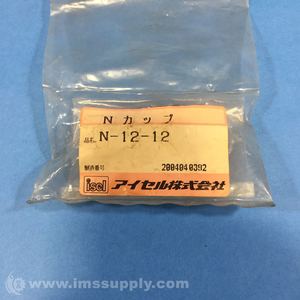 Nカップ
品名 N-12-12
製造番号 2004040392
isel アイセル株式会社
www.imssupply.com